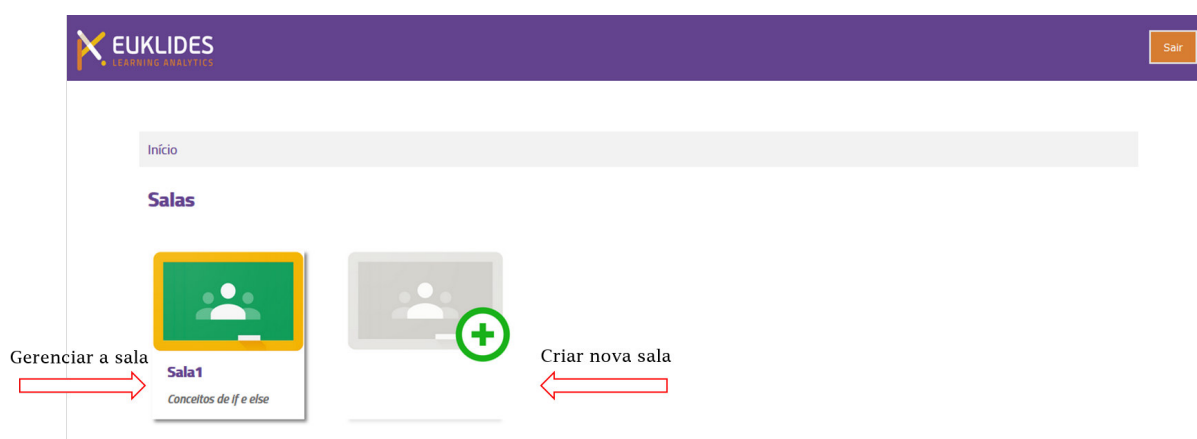 EUKLIDES
LEARNING ANALYTICS
Sair
Início
Salas
Gerenciar a sala
Criar nova sala
Sala1
Conceitos de if e else